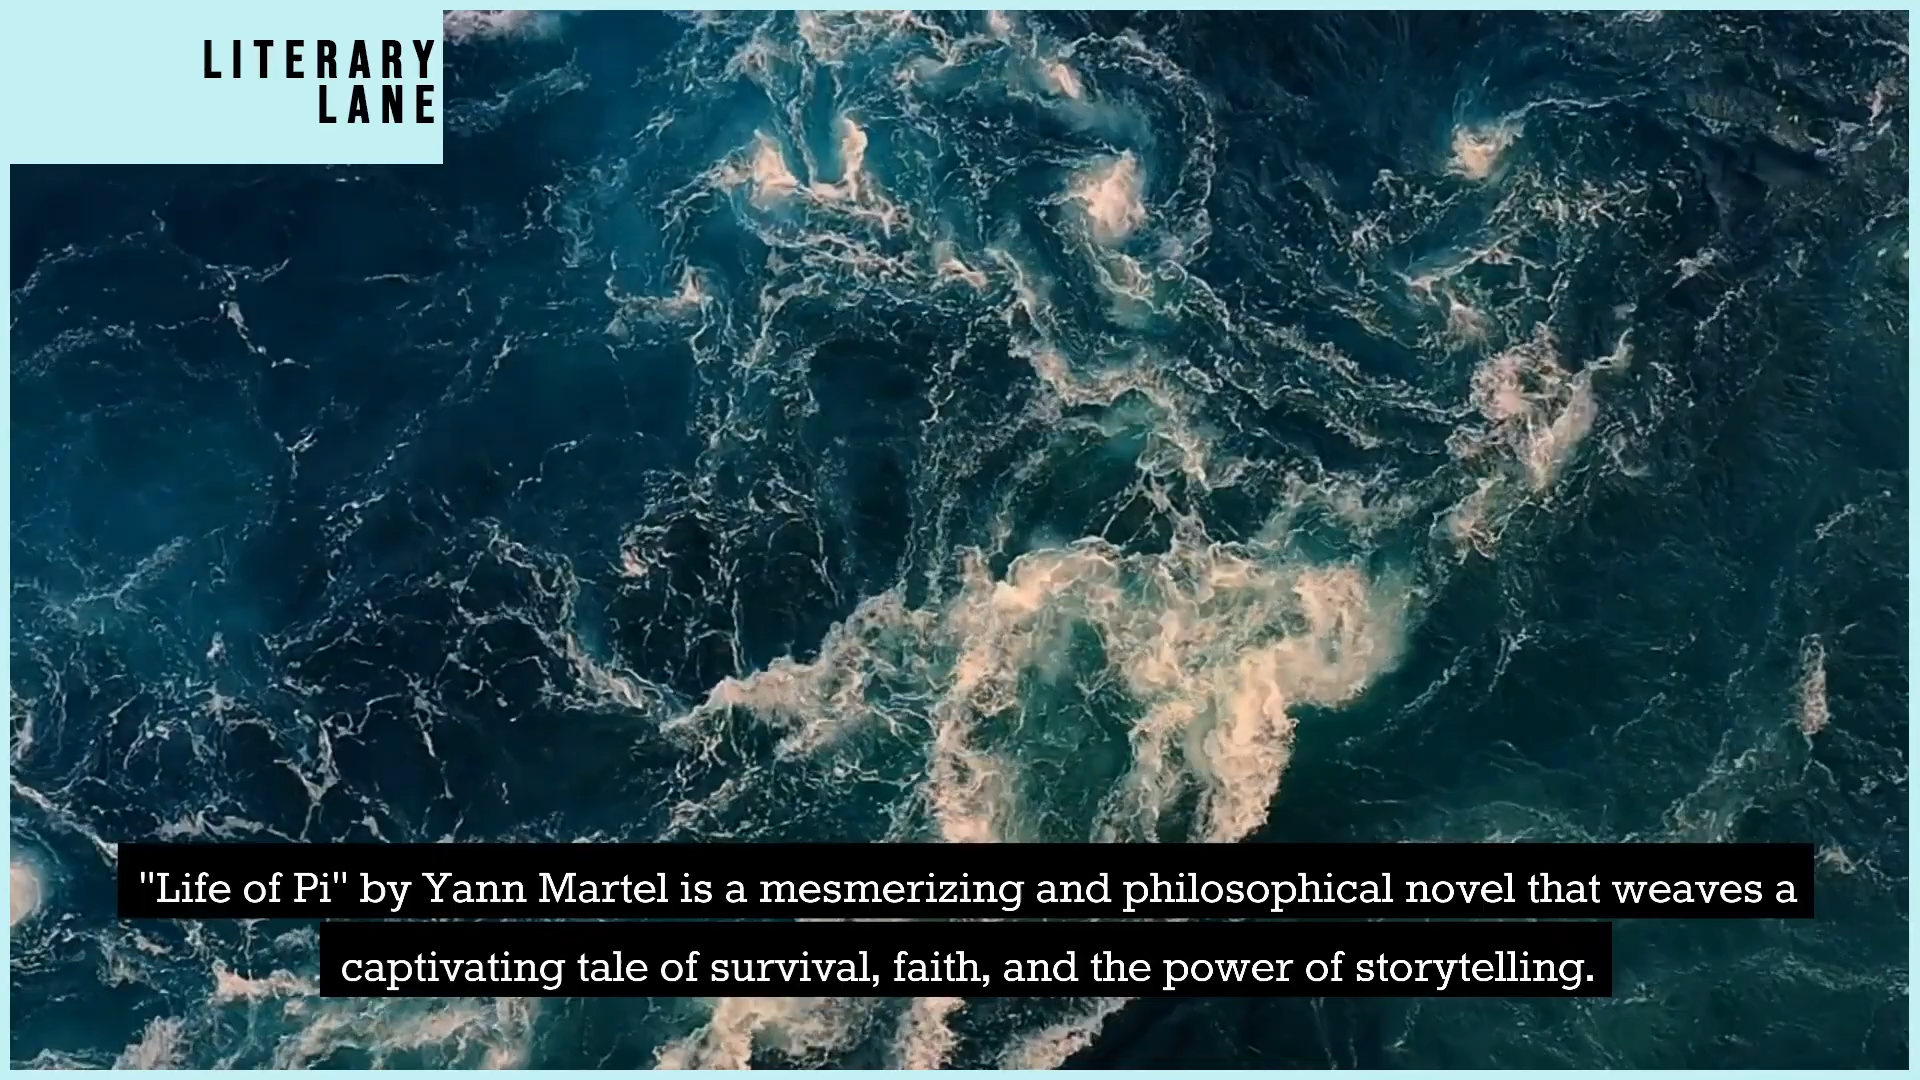 LITERARY
LANE
"Life of Pi" by Yann Martel is a mesmerizing and philosophical novel that weaves a
captivating tale of survival, faith, and the power of storytelling.